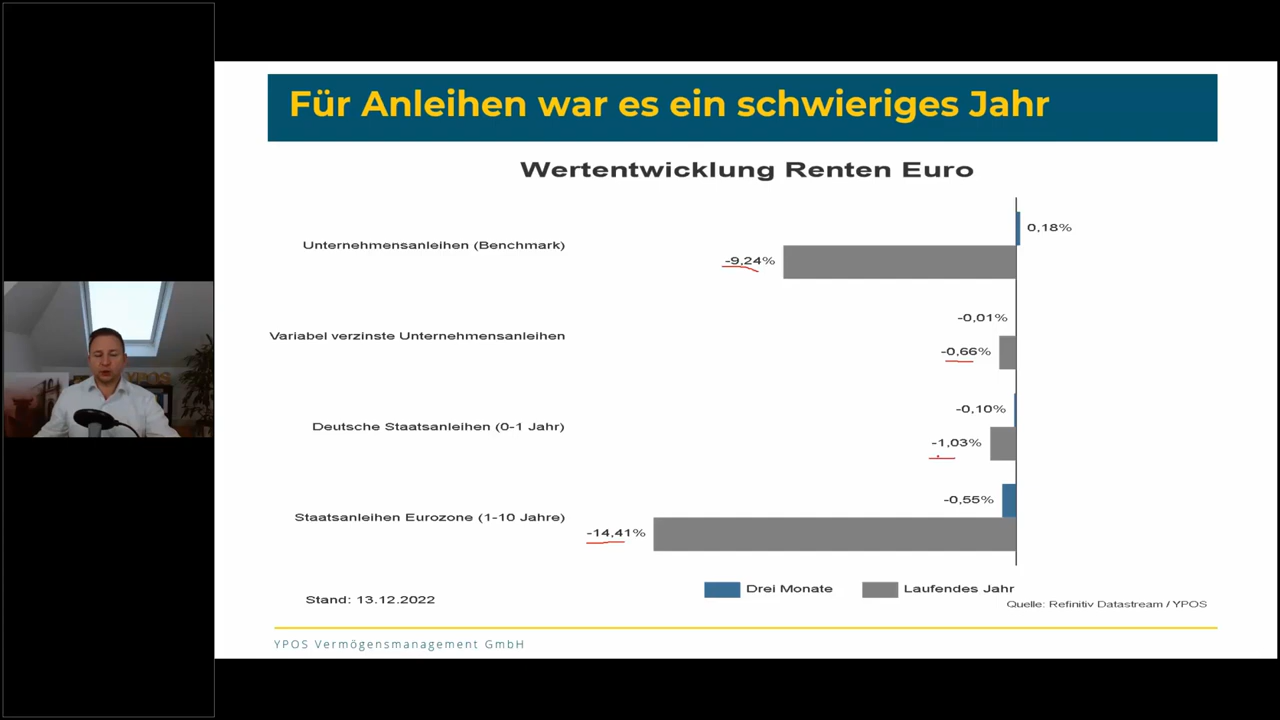 Für Anleihen war es ein schwieriges Jahr
Wertentwicklung Renten Euro
0,18%
Unternehmensanleihen (Benchmark)
-9,24%
-0,01%
Variabel verzinste Unternehmensanleihen
-0,66%
-0,10%
Deutsche Staatsanleihen (0-1 Jahr)
-1,03%
-0,55%
Staatsanleihen Eurozone (1-10 Jahre)
-14,41%
Drei Monate
Laufendes Jahr
Stand: 13.12.2022
Quelle: Refinitiv Datastream / YPOS
YPOS Vermögensmanagement GmbH
YPOS